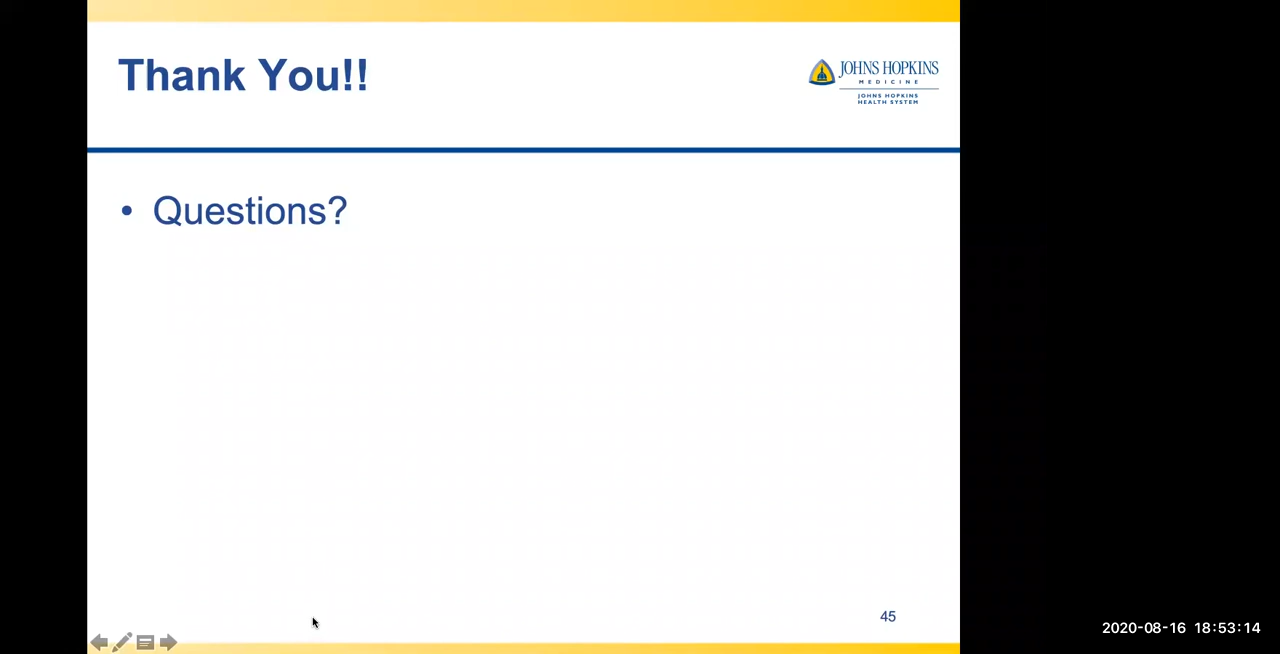 Thank You!!
JOHNS HOPKINS
MEDICINE
JOHNS HOPKINS
HEALTH SYSTEM
• Questions?
45
2020-08-16 18:53:14